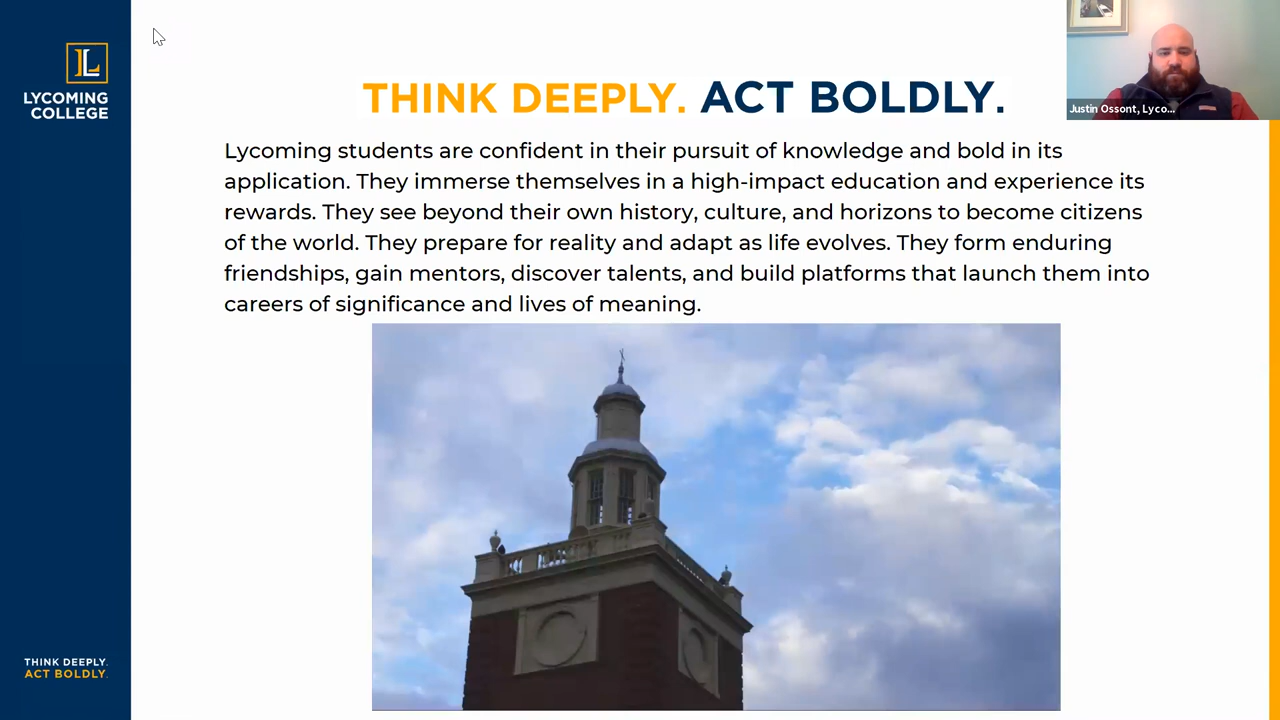 LYCOMING
COLLEGE
THINK DEEPLY. ACT BOLDLY.
Justin Ossont, Lyco...
Lycoming students are confident in their pursuit of knowledge and bold in its
application. They immerse themselves in a high-impact education and experience its
rewards. They see beyond their own history, culture, and horizons to become citizens
of the world. They prepare for reality and adapt as life evolves. They form enduring
friendships, gain mentors, discover talents, and build platforms that launch them into
careers of significance and lives of meaning.
THINK DEEPLY.
ACT BOLDLY.